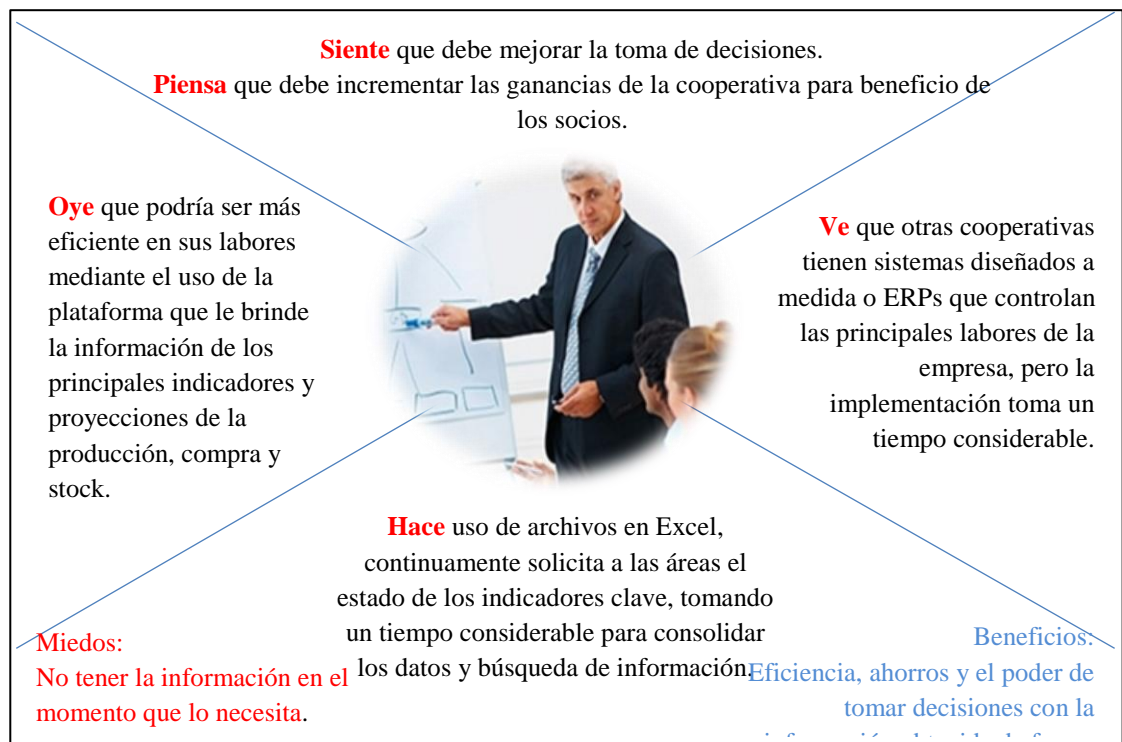 Siente que debe mejorar la toma de decisiones.
Piensa que debe incrementar las ganancias de la cooperativa para beneficio de
los socios.
Oye que podría ser más
eficiente en sus labores
mediante el uso de la
plataforma que le brinde
la información de los
principales indicadores y
proyecciones de la
producción, compra y
stock.
Ve que otras cooperativas
tienen sistemas diseñados a
medida o ERPs que controlan
las principales labores de la
empresa, pero la
implementación toma un
tiempo considerable.
Hace uso de archivos en Excel,
continuamente solicita a las áreas el
estado de los indicadores clave, tomando
un tiempo considerable para consolidar
los datos y búsqueda de información.
Miedos:
No tener la información en el
momento que lo necesita.
Beneficios:
Eficiencia, ahorros y el poder de
tomar decisiones con la